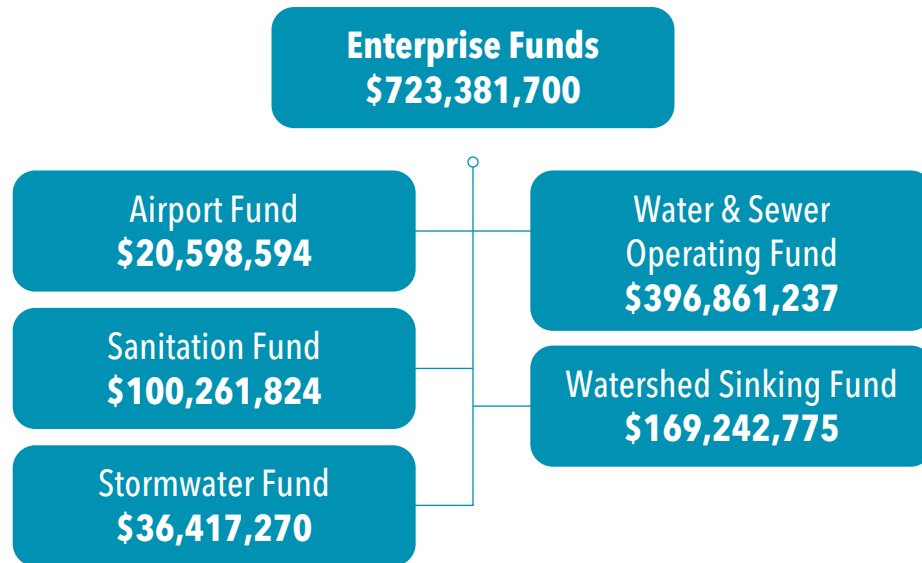 Enterprise Funds
$723,381,700
Airport Fund
$20,598,594
Sanitation Fund
$100,261,824
Stormwater Fund
$36,417,270
Water & Sewer
Operating Fund
$396,861,237
Watershed Sinking Fund
$169,242,775